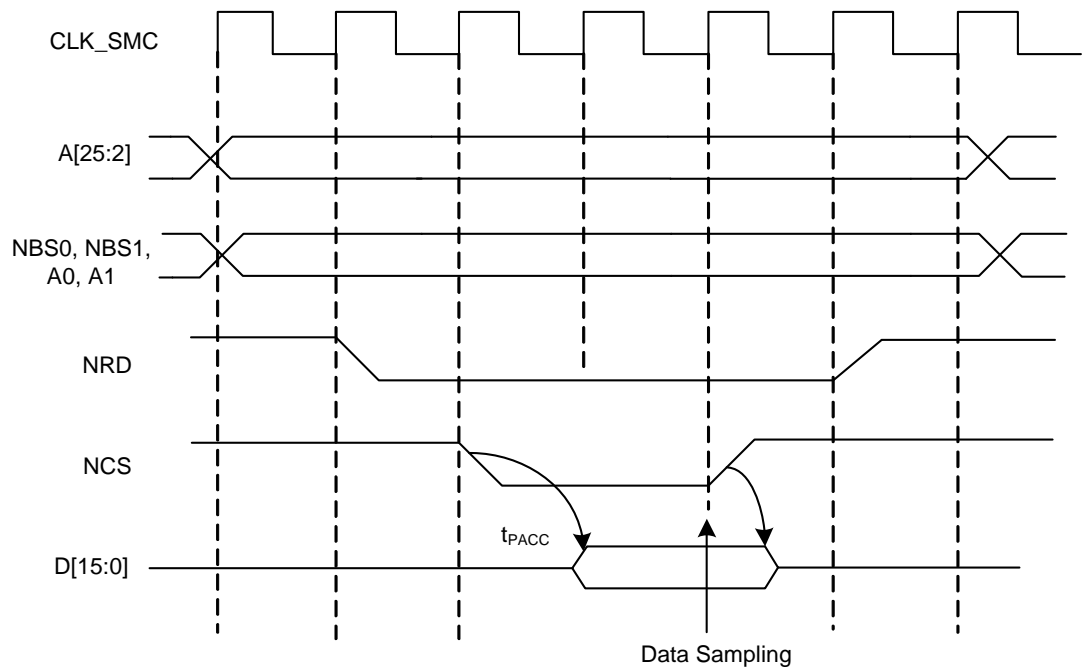 CLK_SMC
A[25:2]
NBS0, NBS1,
A0, A1
NRD
NCS
tPACC
D[15:0]
Data Sampling